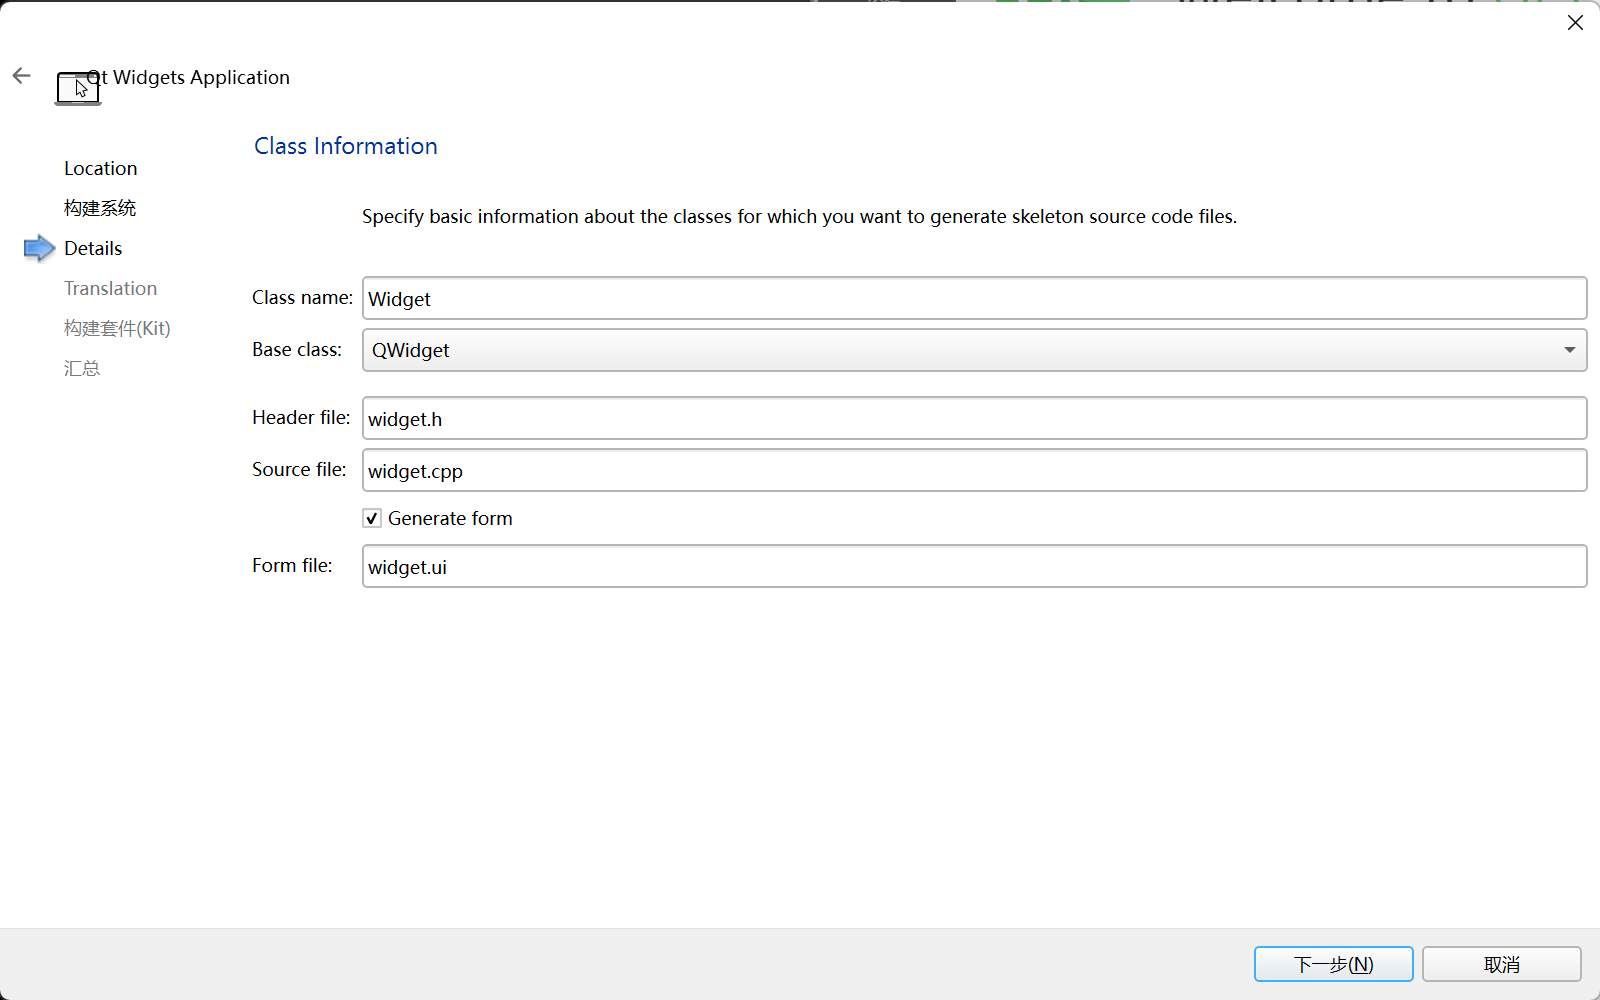 Qt Widgets Application
Class Information
Location
构建系统
Details
Translation
构建套件(Kit)
汇总
Specify basic information about the classes for which you want to generate skeleton source code files.
Class name: Widget
Base class: QWidget
Header file: widget.h
Source file: widget.cpp
Generate form
Form file: widget.ui
下一步(N)
取消